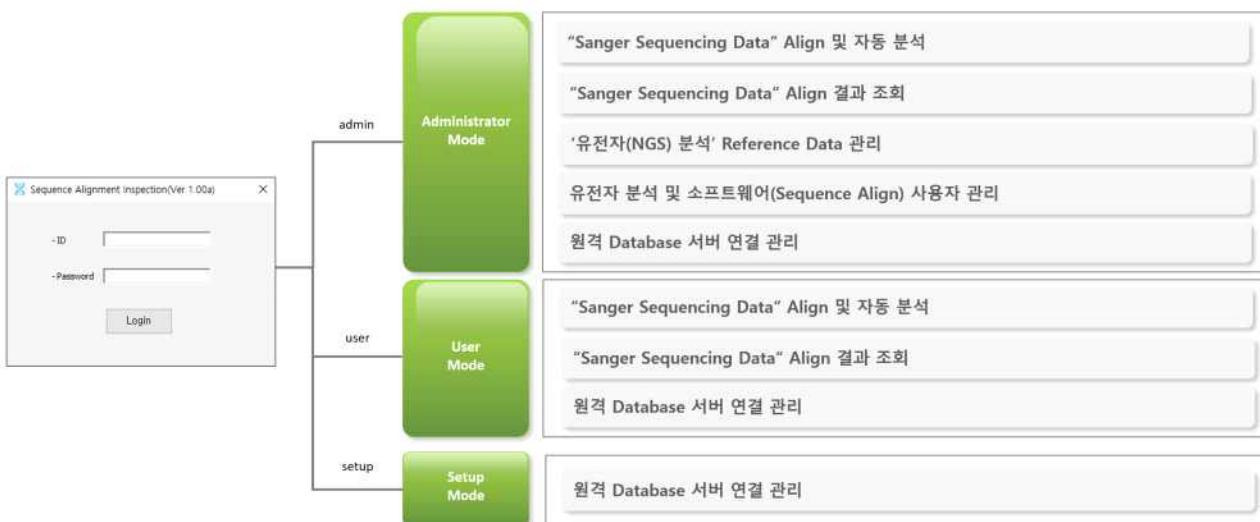 Sequence Alignment Inspection(Ver 1.00a)
- ID
- Password
Login
admin
Administrator
Mode
“Sanger Sequencing Data” Align 및 자동 분석
“Sanger Sequencing Data” Align 결과 조회
‘유전자(NGS) 분석’ Reference Data 관리
유전자 분석 및 소프트웨어(Sequence Align) 사용자 관리
원격 Database 서버 연결 관리
user
User
Mode
“Sanger Sequencing Data” Align 및 자동 분석
“Sanger Sequencing Data” Align 결과 조회
원격 Database 서버 연결 관리
setup
Setup
Mode
원격 Database 서버 연결 관리